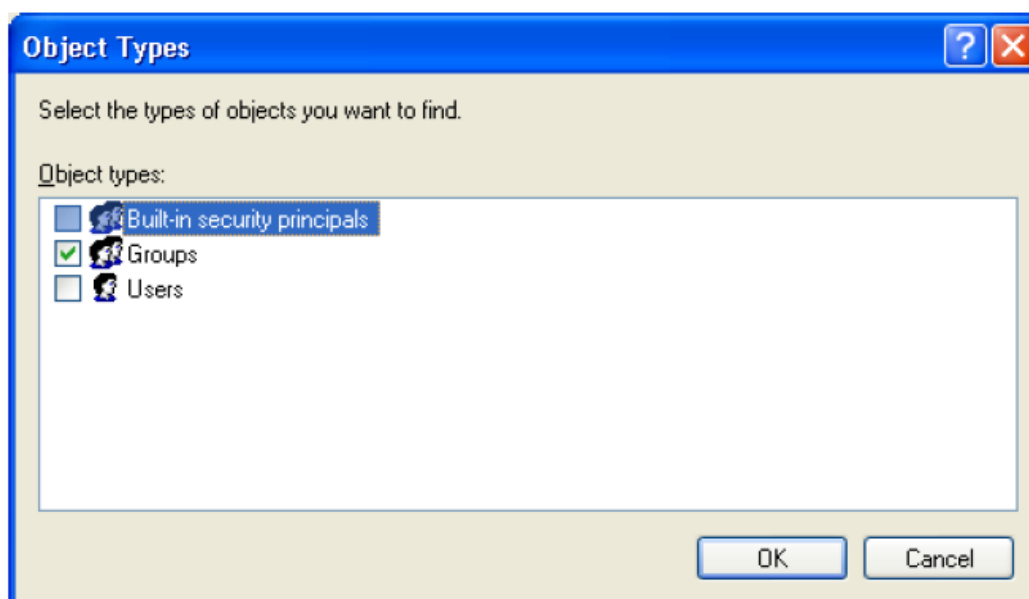 Object Types
Select the types of objects you want to find.
Object types:
Built-in security principals
Groups
Users
OK
Cancel